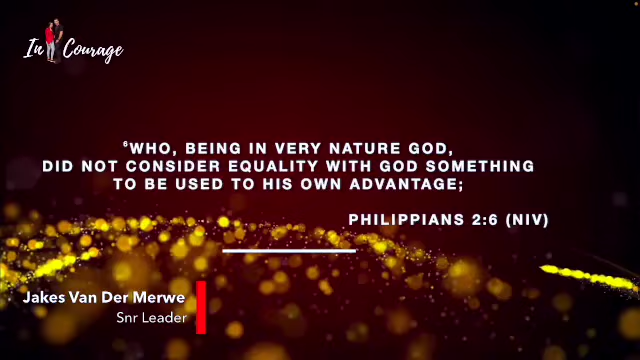 In Courage
⁶WHO, BEING IN VERY NATURE GOD,
DID NOT CONSIDER EQUALITY WITH GOD SOMETHING
TO BE USED TO HIS OWN ADVANTAGE;
PHILIPPIANS 2:6 (NIV)
Jakes Van Der Merwe
Snr Leader